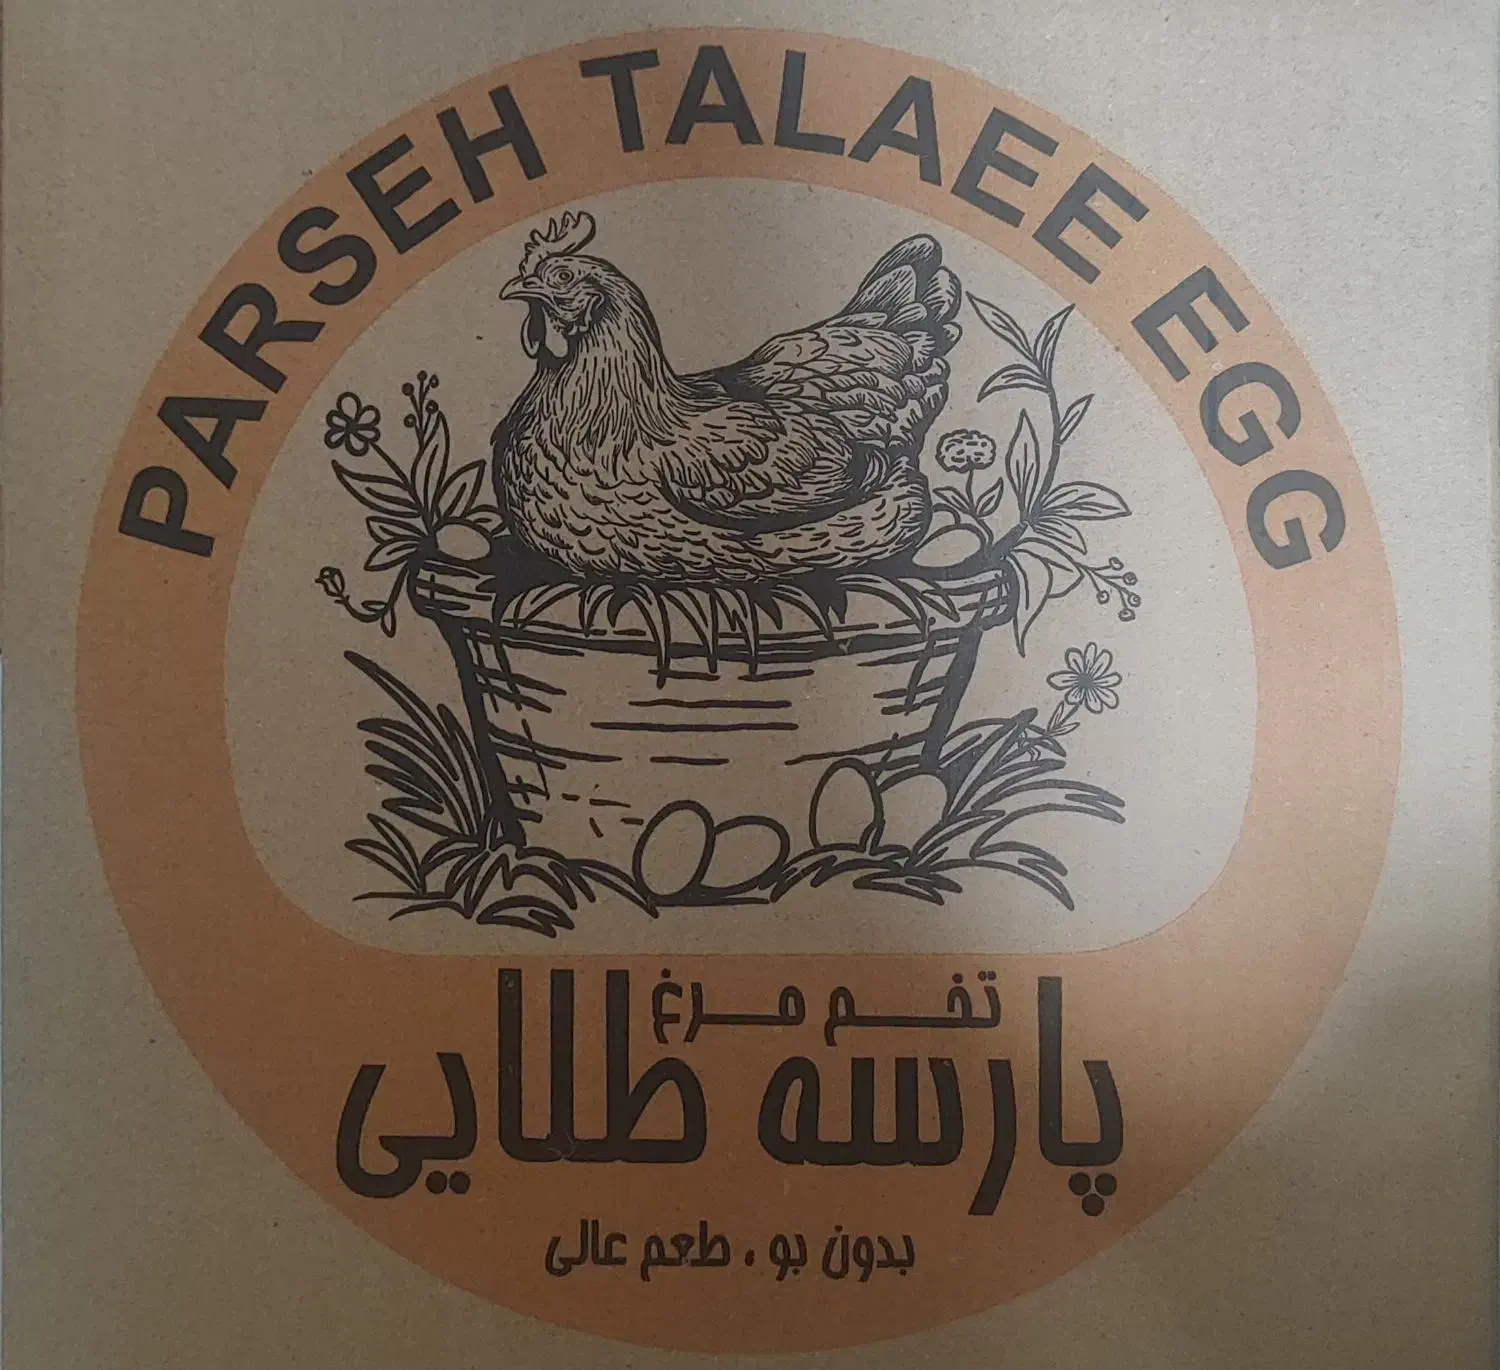 PARSEH TALAEE EGG
تخم مرغ
پارسه طلایی
بدون بو ، طعم عالی